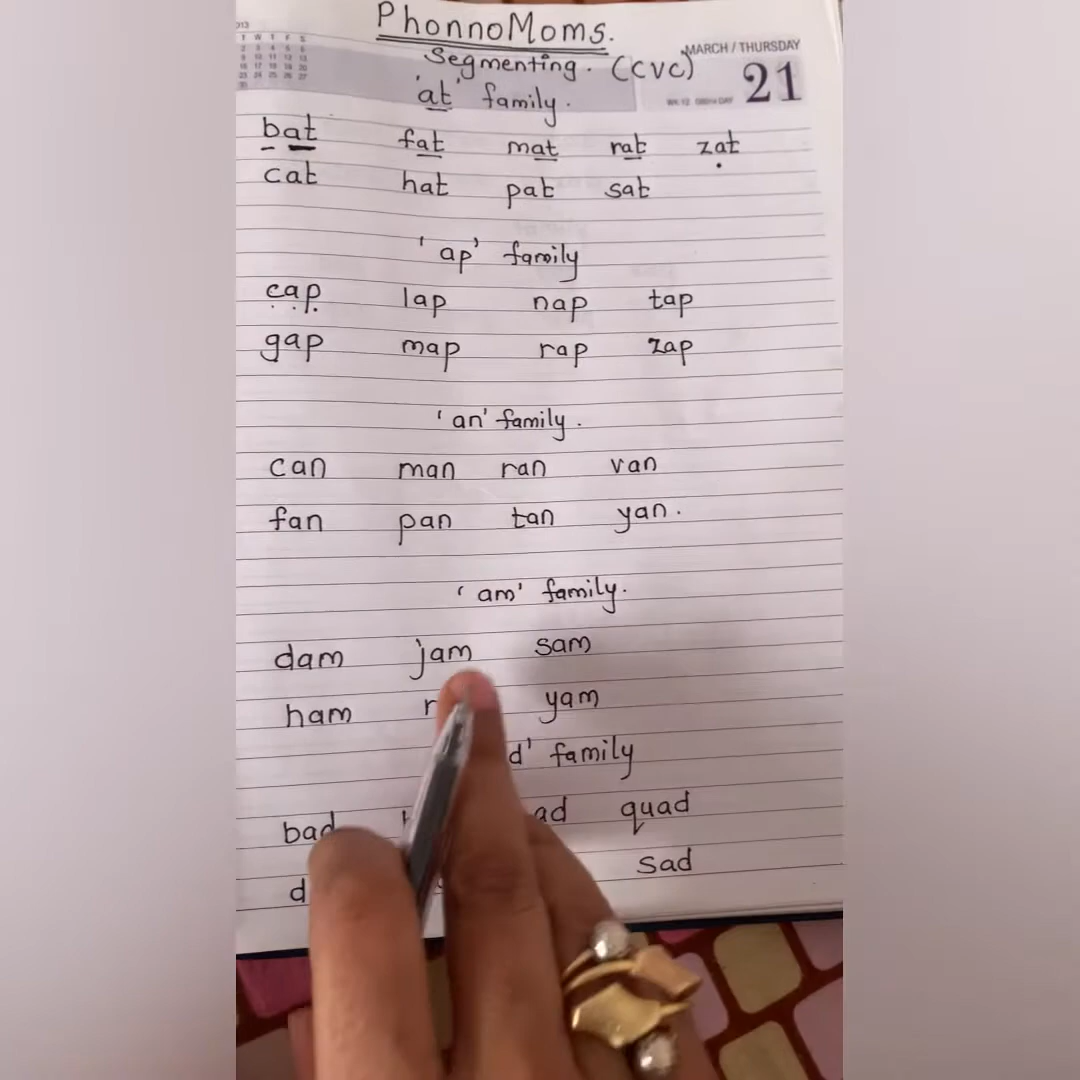 PhonnoMoms.
Segmenting. (CVC)
MARCH / THURSDAY
21
'at' family.
bat fat mat rat zat
cat hat pat sat
'ap' family
cap lap nap tap
gap map rap zap
'an' family.
can man ran van
fan pan tan yan.
'am' family.
dam jam sam
ham yam
family
bad quad
sad